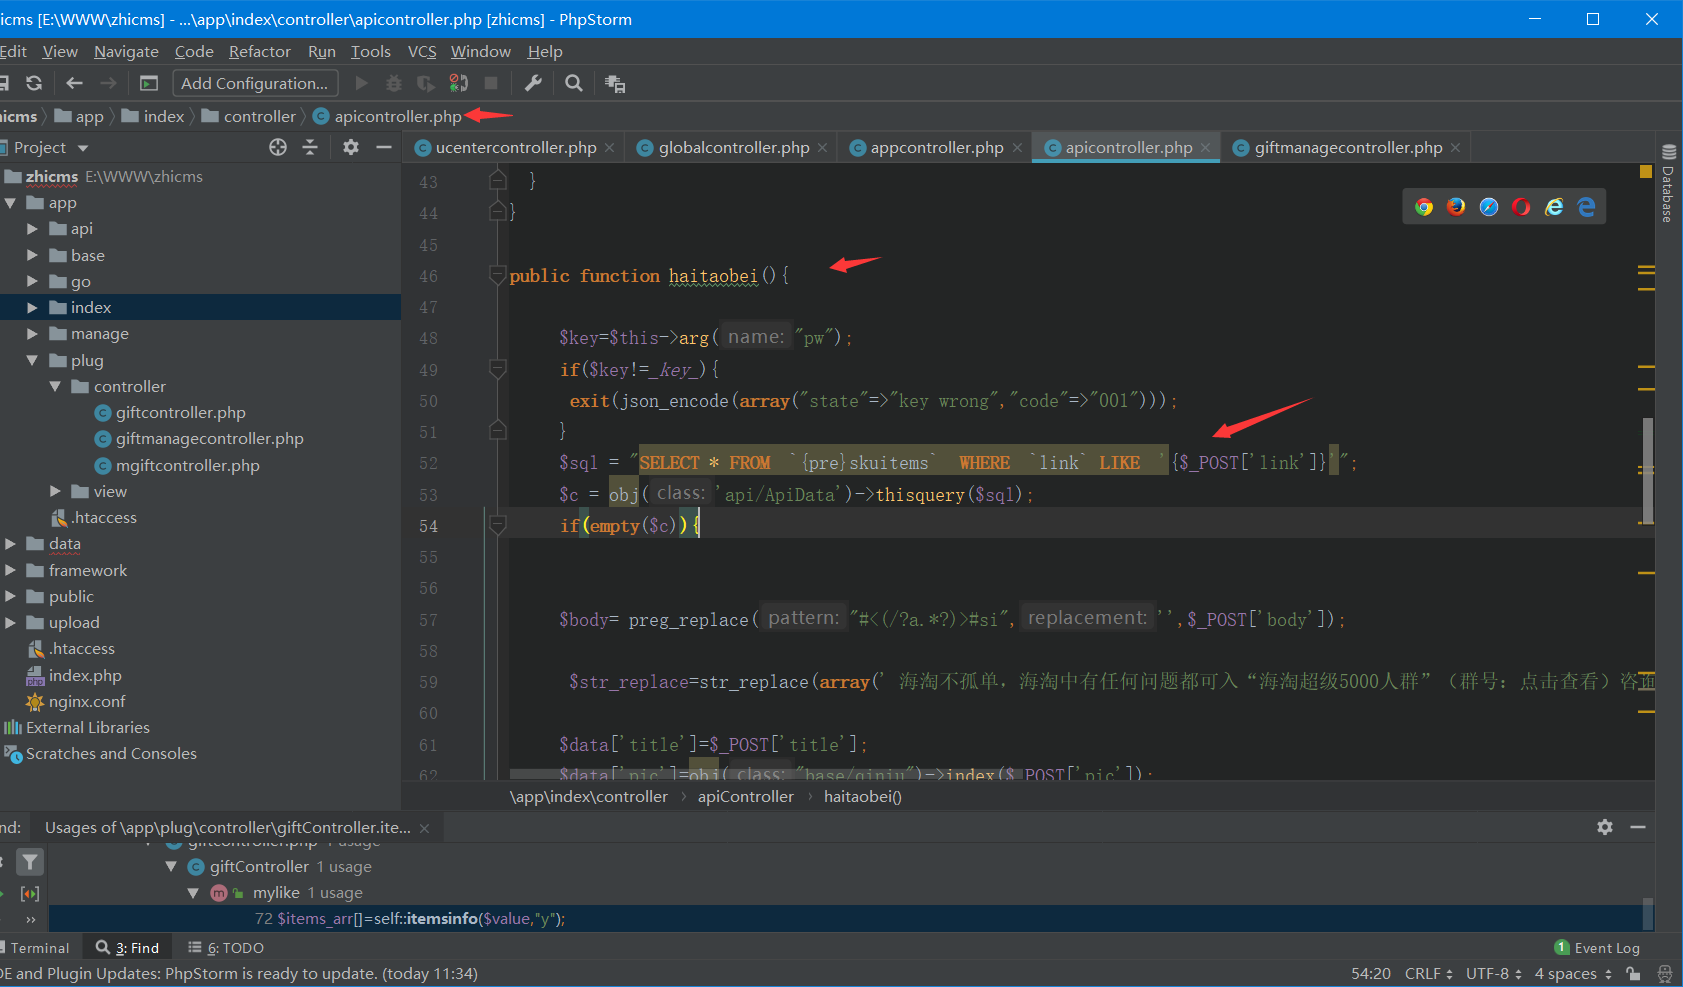 hicms [E:\WWW\zhicms] - ...\app\index\controller\apicontroller.php [zhicms] - PhpStorm
Edit View Navigate Code Refactor Run Tools VCS Window Help
Add Configuration...
hicms app index controller apicontroller.php
Project
ucentercontroller.php globalcontroller.php appcontroller.php apicontroller.php giftmanagecontroller.php
Database
zhicms E:\WWW\zhicms
app
api
base
go
index
manage
plug
controller
giftcontroller.php
giftmanagecontroller.php
mgiftcontroller.php
view
.htaccess
data
framework
public
upload
.htaccess
index.php
nginx.conf
External Libraries
Scratches and Consoles
43 }
44 }
45
46 public function haitaobei(){
47
48 $key=$this->arg( name: "pw");
49 if($key!=_key_){
50 exit(json_encode(array("state"=>"key wrong","code"=>"001")));
51 }
52 $sql = "SELECT * FROM `{pre}skuitems` WHERE `link` LIKE '{$_POST['link']}'";
53 $c = obj( class: 'api/ApiData')->thisquery($sql);
54 if(empty($c)){
55
56
57 $body= preg_replace( pattern: "#<(/?a.*?)>#si", replacement: '',$_POST['body']);
58
59 $str_replace=str_replace(array(' 海淘不孤单，海淘中有任何问题都可入“海淘超级5000人群”（群号：点击查看）咨询
60
61 $data['title']=$_POST['title'];
62 $data['pic']=obj( class: "base/qiniu")->index($_POST['pic']);
\app\index\controller › apiController › haitaobei()
nd: Usages of \app\plug\controller\giftController.ite...
giftcontroller.php 1 usage
giftController 1 usage
mylike 1 usage
72 $items_arr[]=self::itemsinfo($value,"y");
Terminal 3: Find 6: TODO 1 Event Log
DE and Plugin Updates: PhpStorm is ready to update. (today 11:34) 54:20 CRLF UTF-8 4 spaces